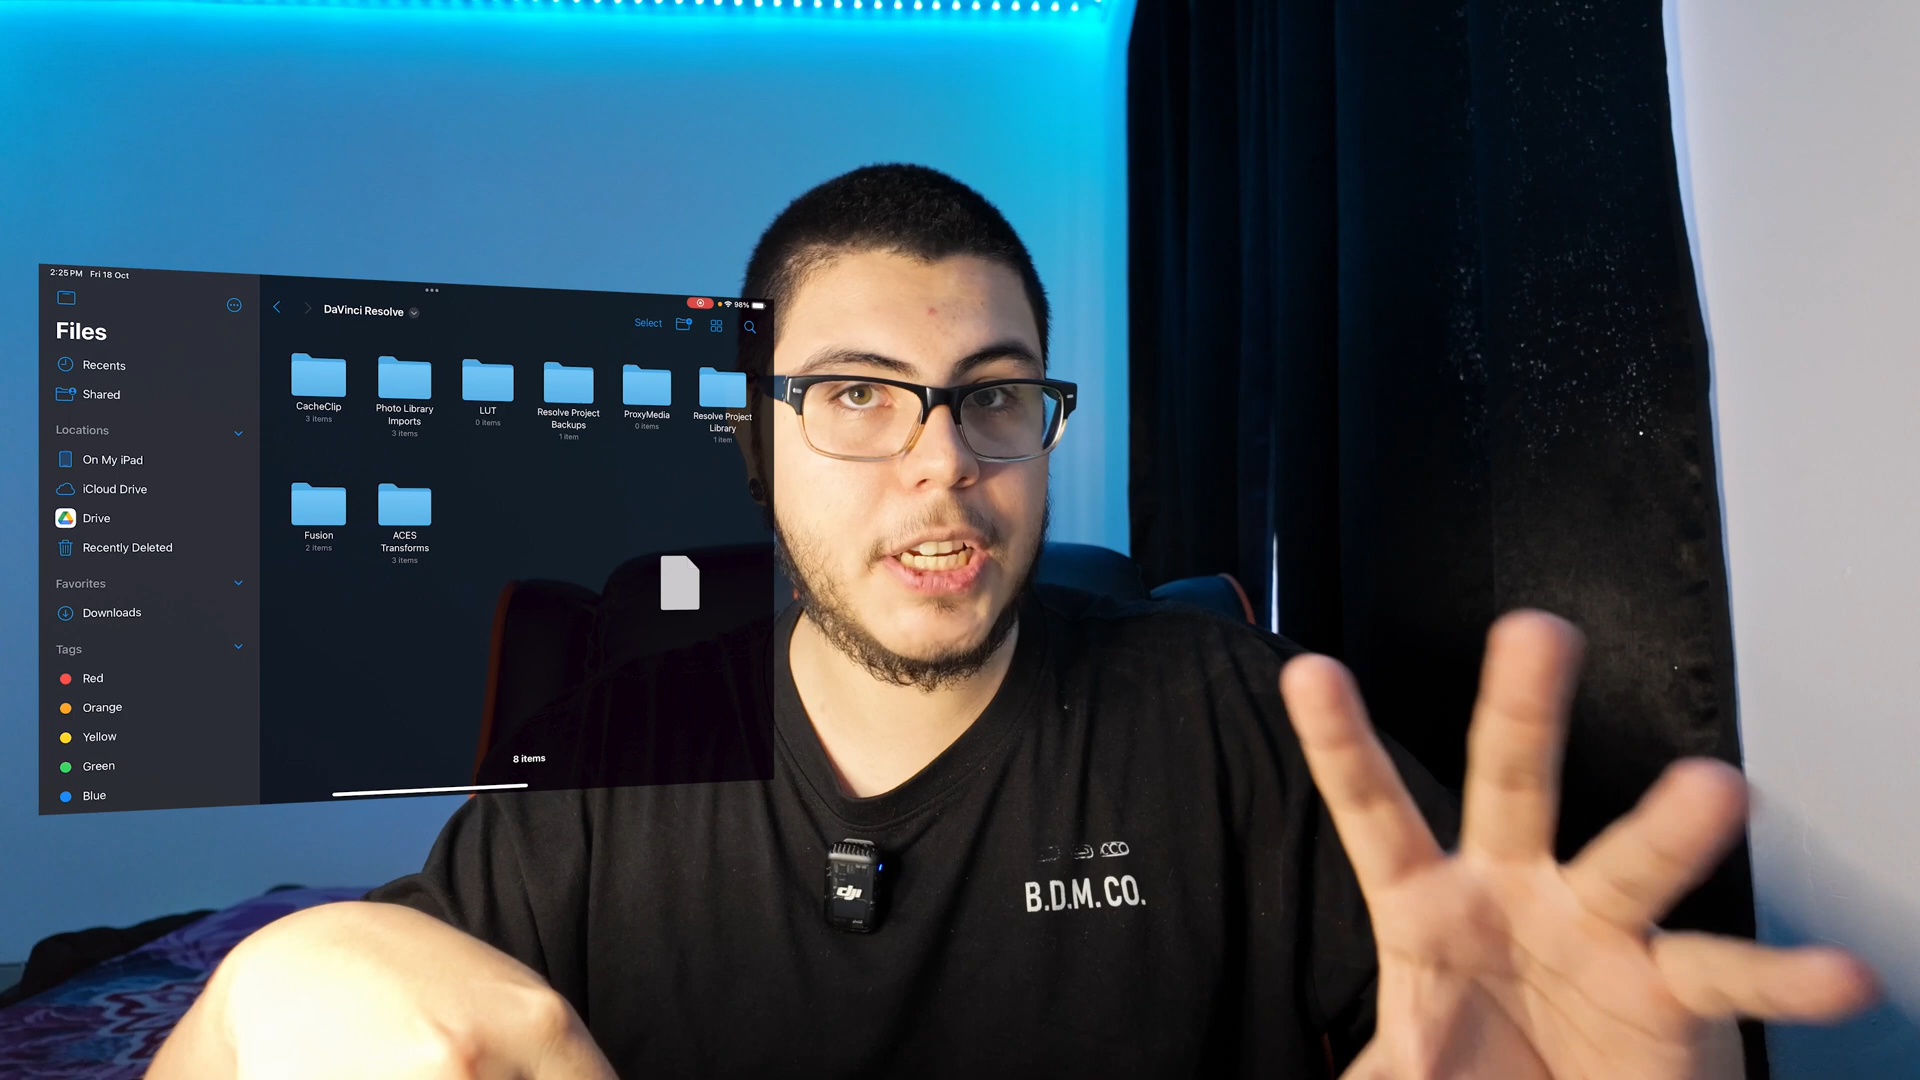 2:25 PM Fri 18 Oct
98%
Files
DaVinci Resolve
Select
Recents
Shared
Locations
On My iPad
iCloud Drive
Drive
Recently Deleted
Favorites
Downloads
Tags
Red
Orange
Yellow
Green
Blue
CacheClip
3 items
Photo Library
Imports
3 items
LUT
0 items
Resolve Project
Backups
1 item
ProxyMedia
0 items
Resolve Project
Library
1 item
Fusion
2 items
ACES
Transforms
3 items
8 items
dji
B.D.M.CO.